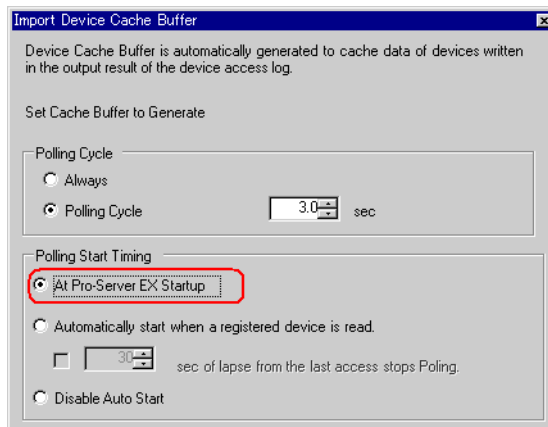 Import Device Cache Buffer
Device Cache Buffer is automatically generated to cache data of devices written
in the output result of the device access log.
Set Cache Buffer to Generate
Polling Cycle
Always
Polling Cycle 3.0 sec
Polling Start Timing
At Pro-Server EX Startup
Automatically start when a registered device is read.
30 sec of lapse from the last access stops Poling.
Disable Auto Start